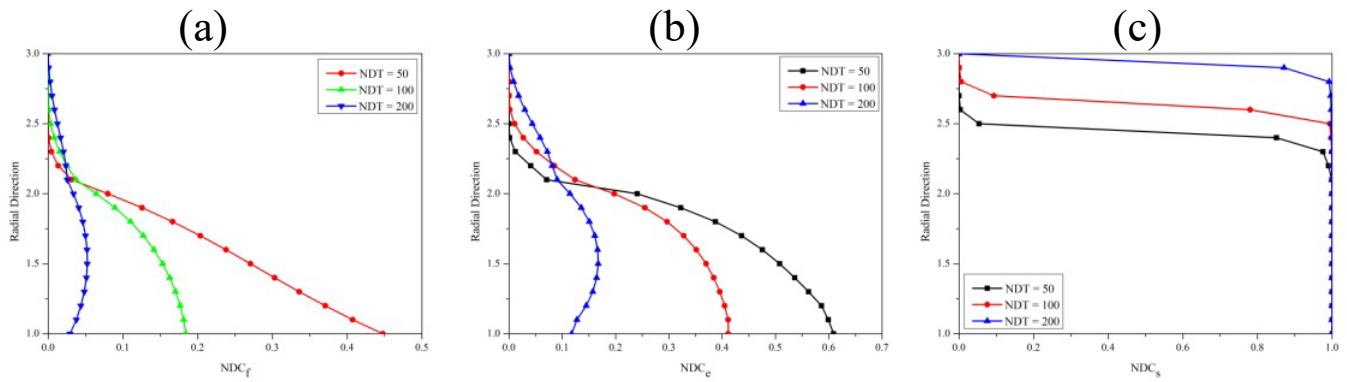 (a) (b) (c)
3.0
2.5
2.0
1.5
1.0
Radial Direction
0.0 0.1 0.2 0.3 0.4 0.5
NDCf
NDT = 50
NDT = 100
NDT = 200
3.0
2.5
2.0
1.5
1.0
Radial Direction
0.0 0.1 0.2 0.3 0.4 0.5 0.6 0.7
NDCe
NDT = 50
NDT = 100
NDT = 200
3.0
2.5
2.0
1.5
1.0
Radial Direction
0.0 0.2 0.4 0.6 0.8 1.0
NDCs
NDT = 50
NDT = 100
NDT = 200